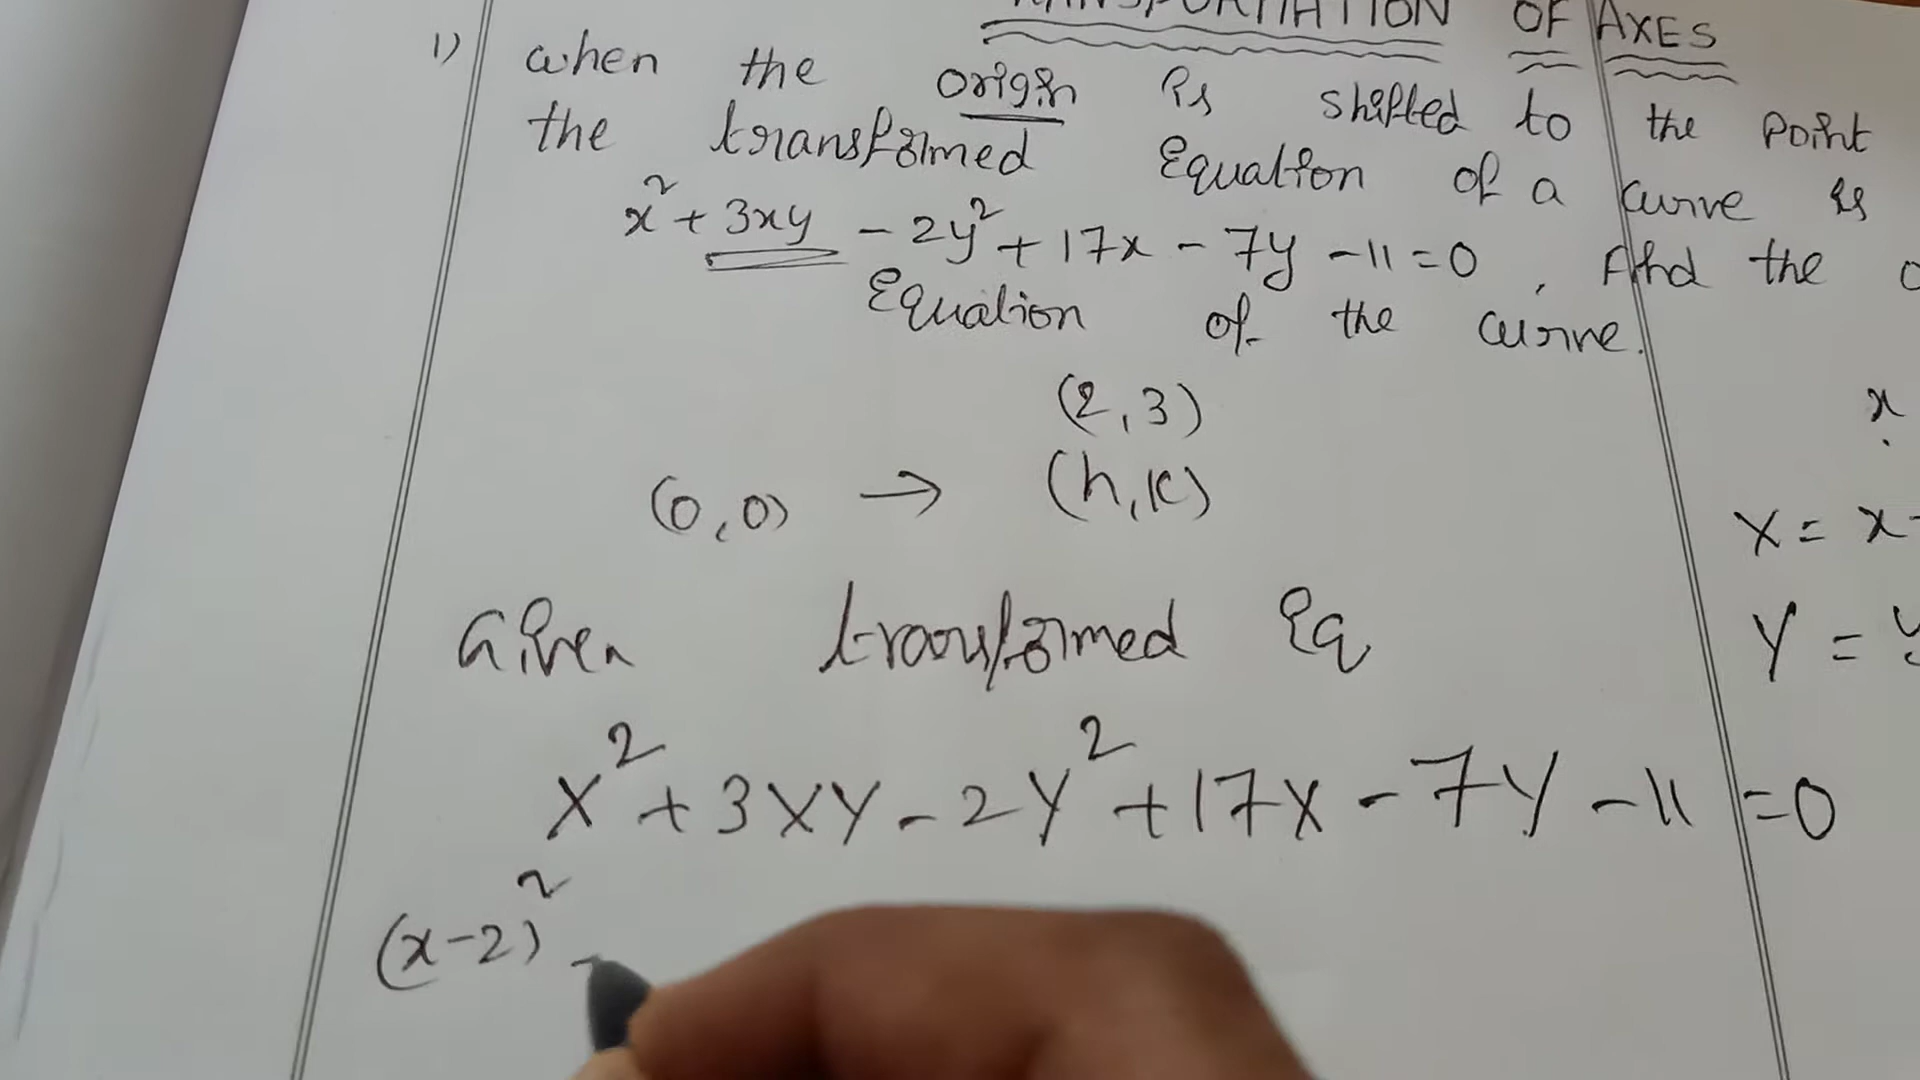 TRANSFORMATION OF AXES
1) when the origin is shifted to the point
the transformed Equation of a curve is
x² + 3xy - 2y² + 17x - 7y - 11 = 0, find the
Equation of the curve.
(2,3)
x
(0,0) → (h,k)
X = x-
Given transformed Eq
Y = y
X² + 3XY - 2Y² + 17X - 7Y - 11 = 0
(x-2)²